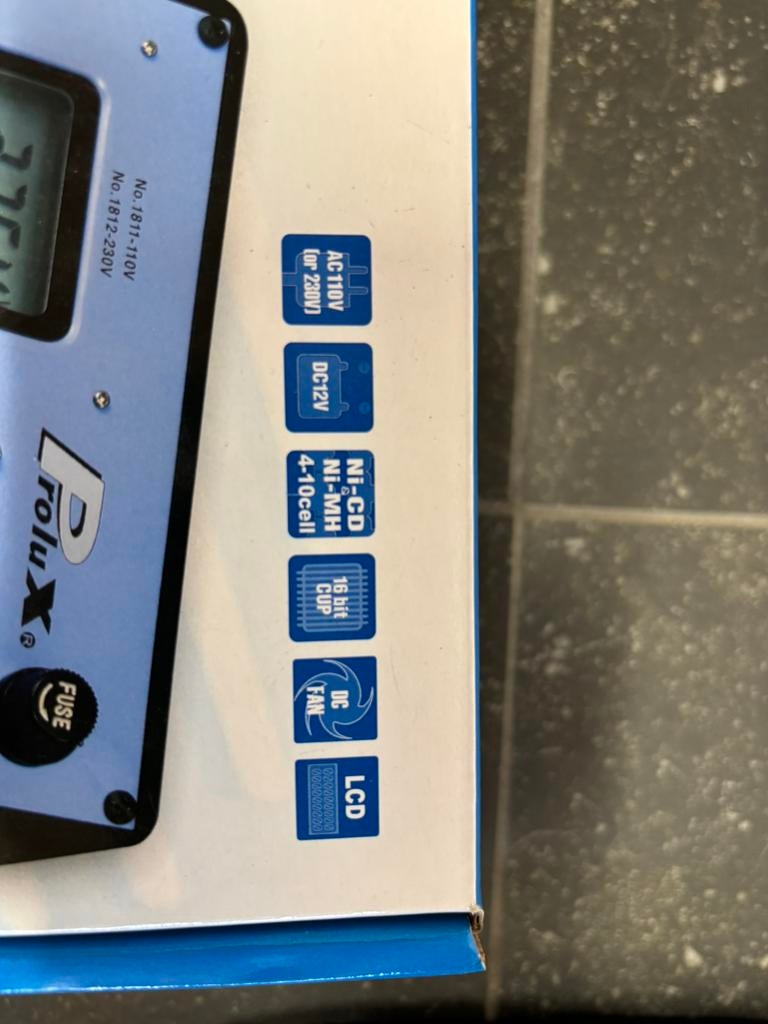 No.1811-110V
No.1812-230V
ProluX®
FUSE
AC 110V
(or 230V)
DC12V
Ni-CD
&
Ni-MH
4-10cell
16 bit
CUP
DC
FAN
LCD